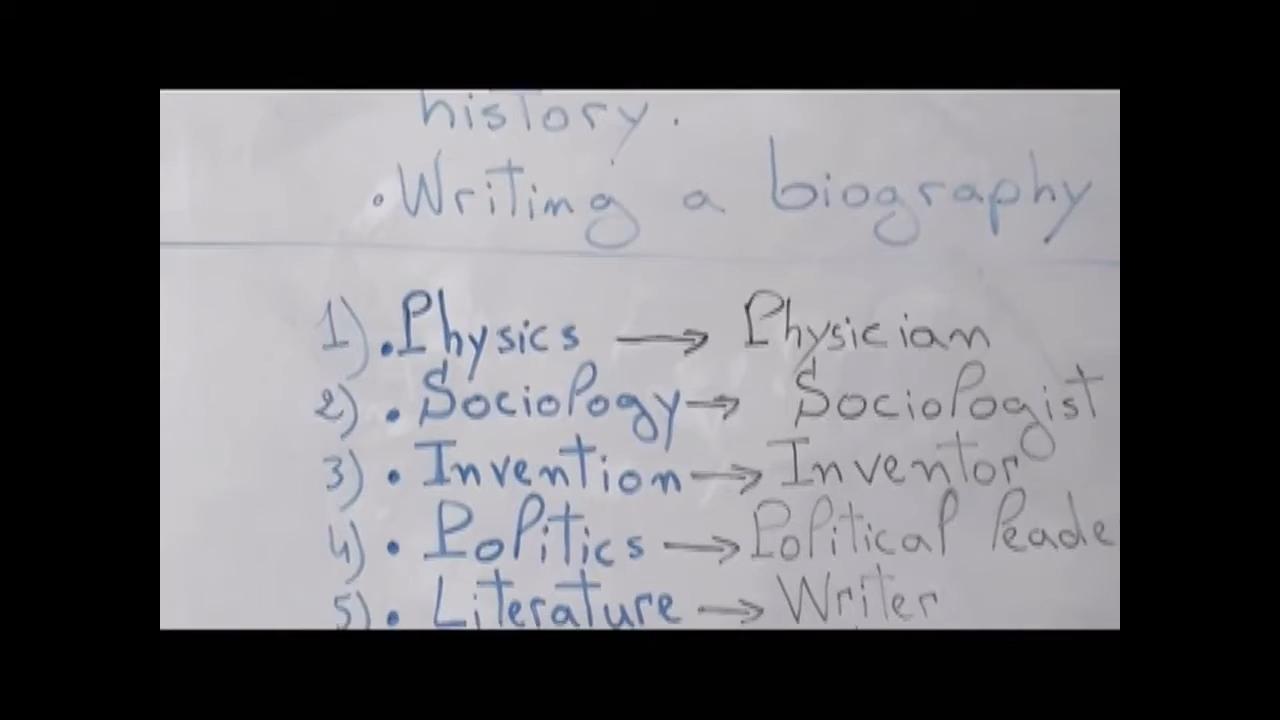 history.
• Writing a biography
1) • Physics → Physician
2) • Sociology → Sociologist
3) • Invention → Inventor
4) • Politics → Political leade
5) • Literature → Writer